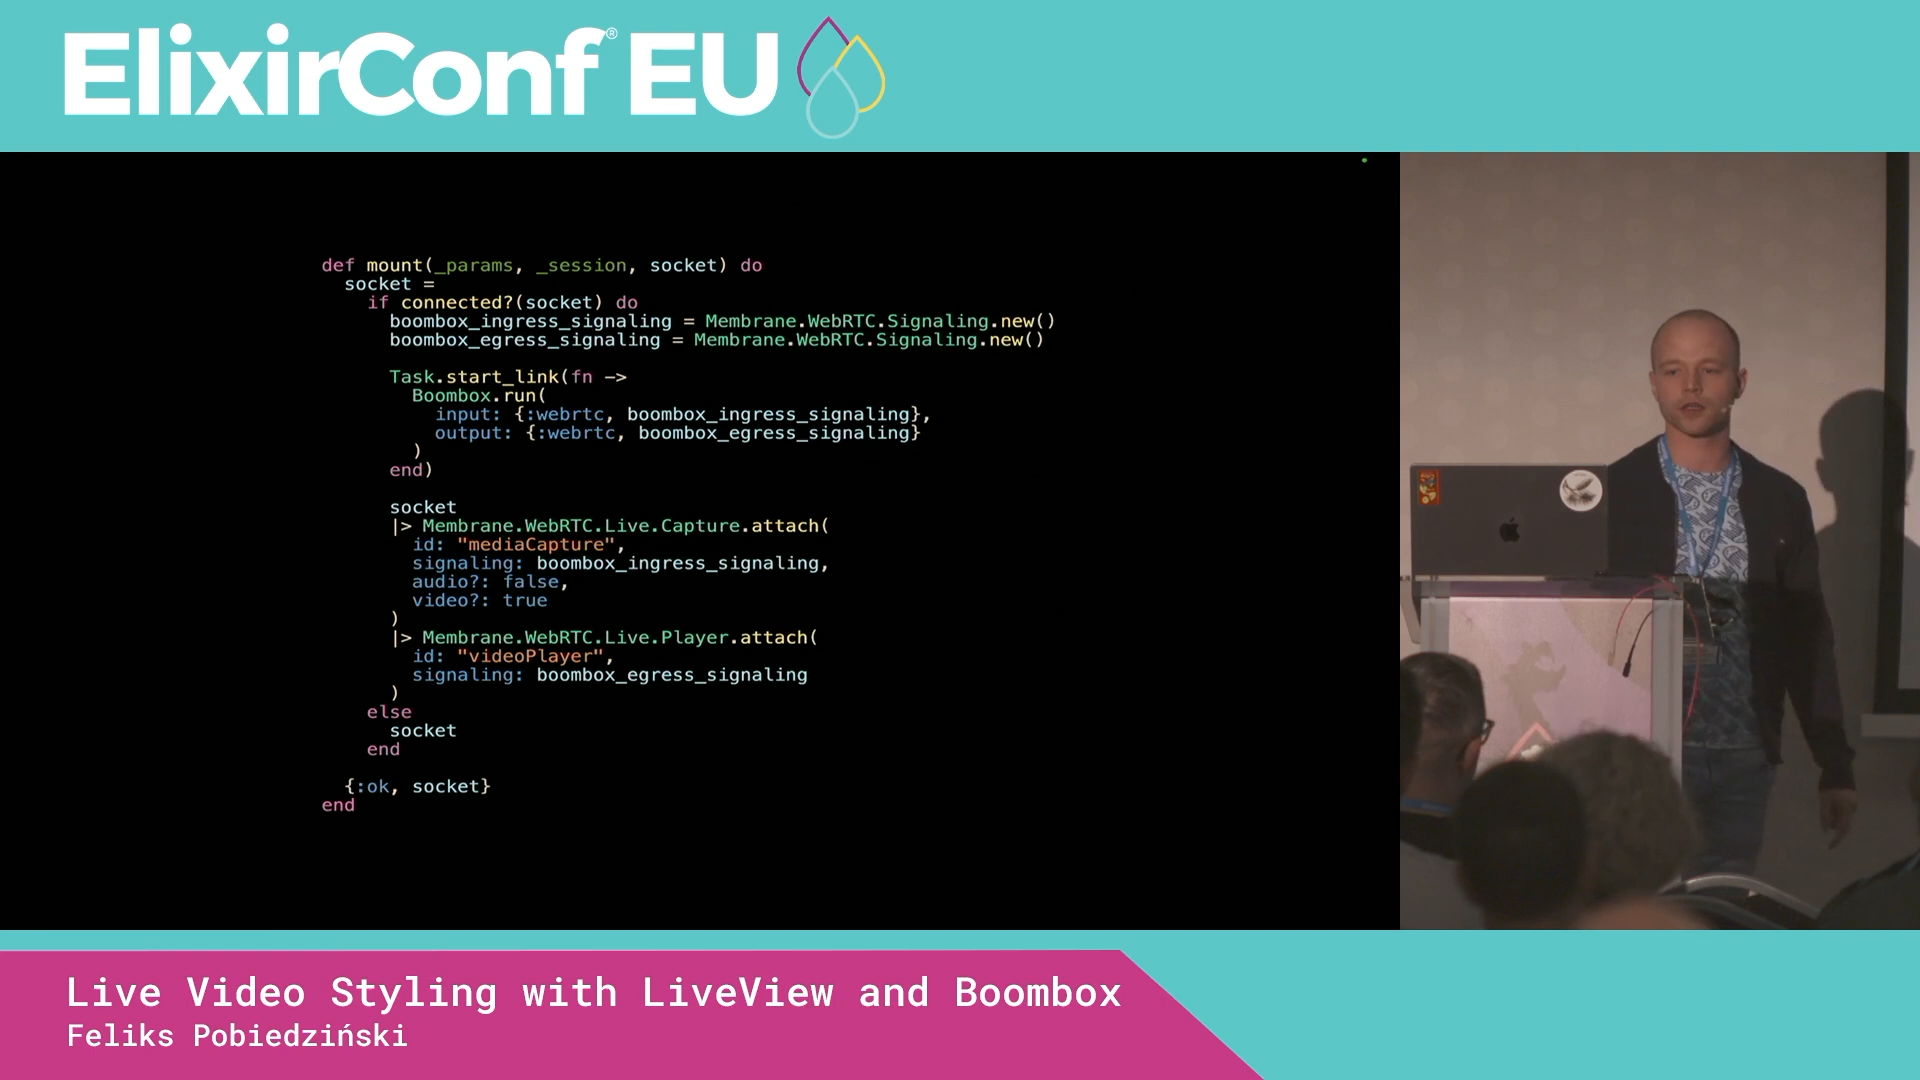 ElixirConf® EU
def mount(_params, _session, socket) do
  socket =
    if connected?(socket) do
      boombox_ingress_signaling = Membrane.WebRTC.Signaling.new()
      boombox_egress_signaling = Membrane.WebRTC.Signaling.new()

      Task.start_link(fn ->
        Boombox.run(
          input: {:webrtc, boombox_ingress_signaling},
          output: {:webrtc, boombox_egress_signaling}
        )
      end)

      socket
      |> Membrane.WebRTC.Live.Capture.attach(
        id: "mediaCapture",
        signaling: boombox_ingress_signaling,
        audio?: false,
        video?: true
      )
      |> Membrane.WebRTC.Live.Player.attach(
        id: "videoPlayer",
        signaling: boombox_egress_signaling
      )
    else
      socket
    end

  {:ok, socket}
end
Live Video Styling with LiveView and Boombox
Feliks Pobiedziński